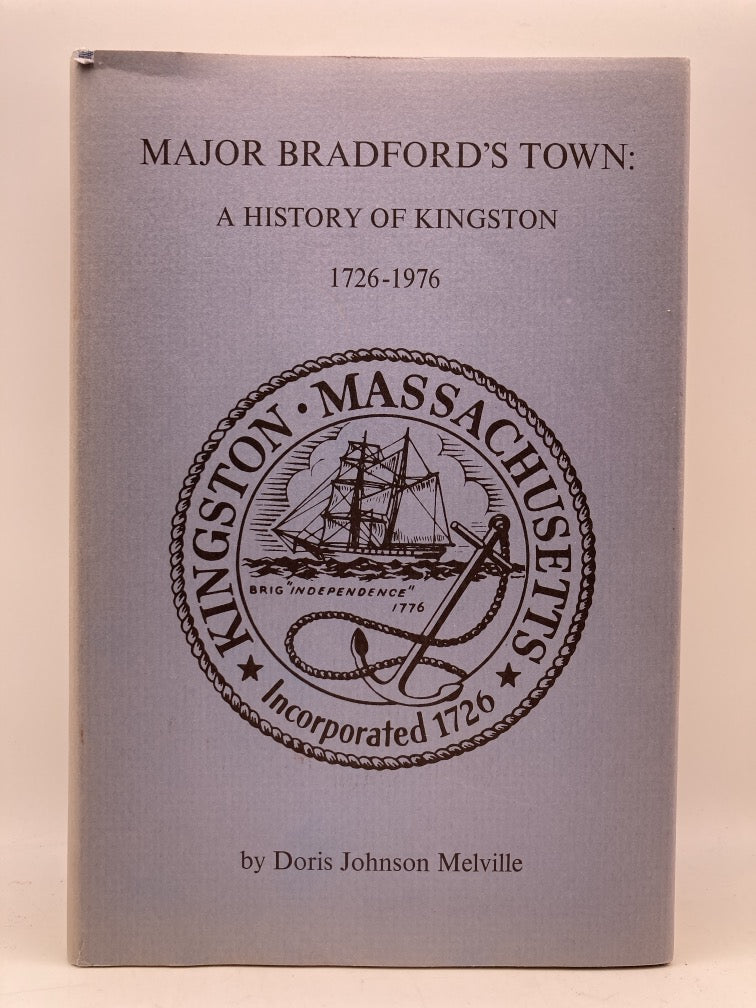 MAJOR BRADFORD'S TOWN:
A HISTORY OF KINGSTON
1726-1976
KINGSTON · MASSACHUSETTS
BRIG "INDEPENDENCE"
1776
★ Incorporated 1726 ★
by Doris Johnson Melville